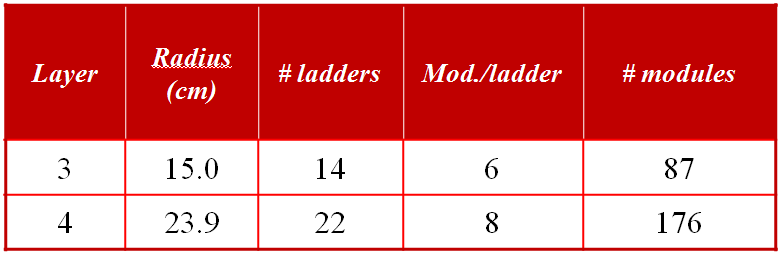 Layer Radius (cm) # ladders Mod./ladder # modules
3 15.0 14 6 87
4 23.9 22 8 176